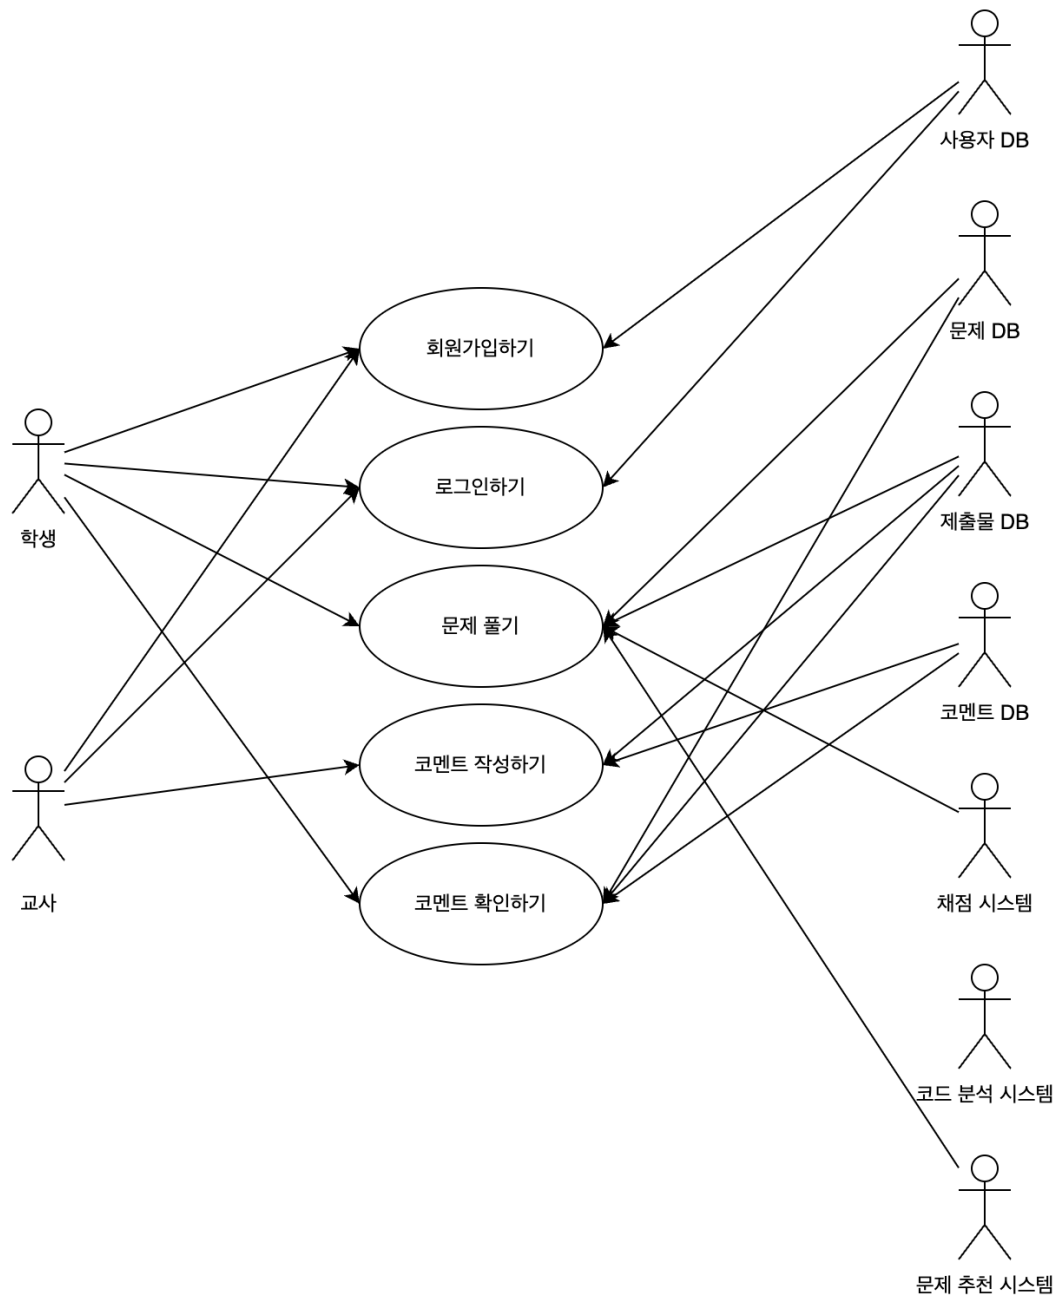 사용자 DB
문제 DB
회원가입하기
로그인하기
제출물 DB
학생
문제 풀기
코멘트 DB
코멘트 작성하기
교사
코멘트 확인하기
채점 시스템
코드 분석 시스템
문제 추천 시스템